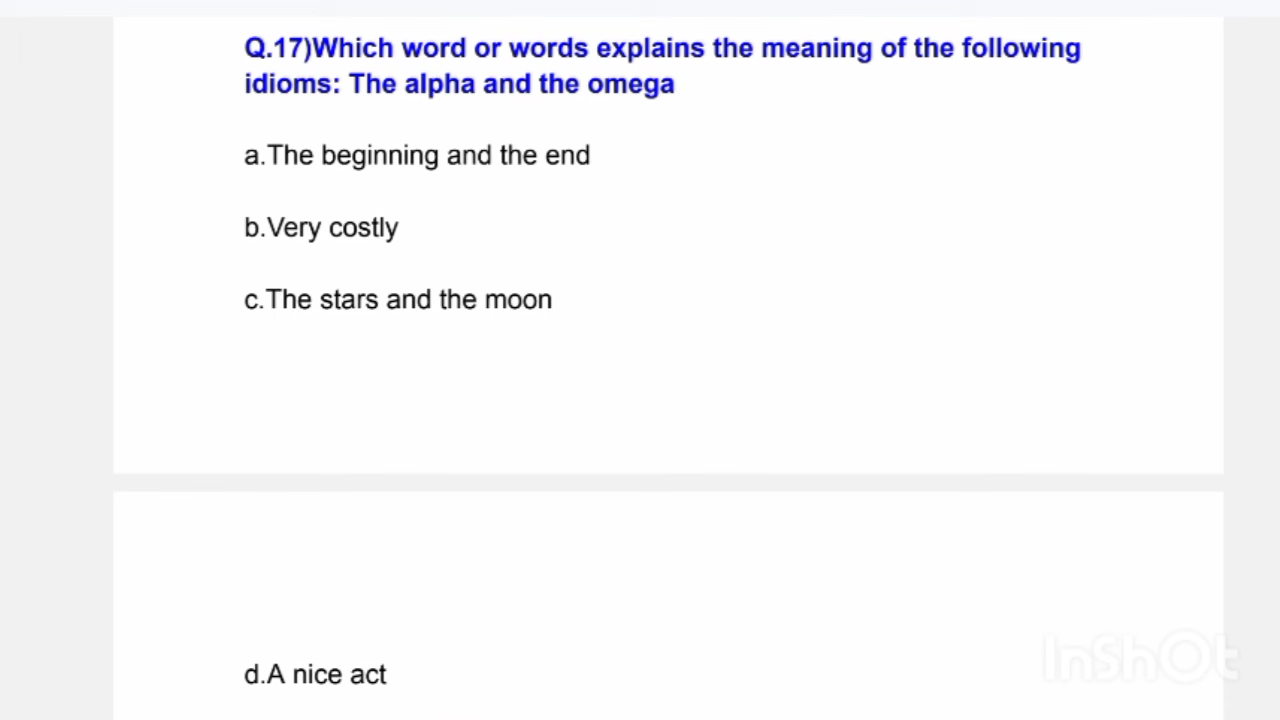 Q.17)Which word or words explains the meaning of the following
idioms: The alpha and the omega
a.The beginning and the end
b.Very costly
c.The stars and the moon
d.A nice act
InShOt